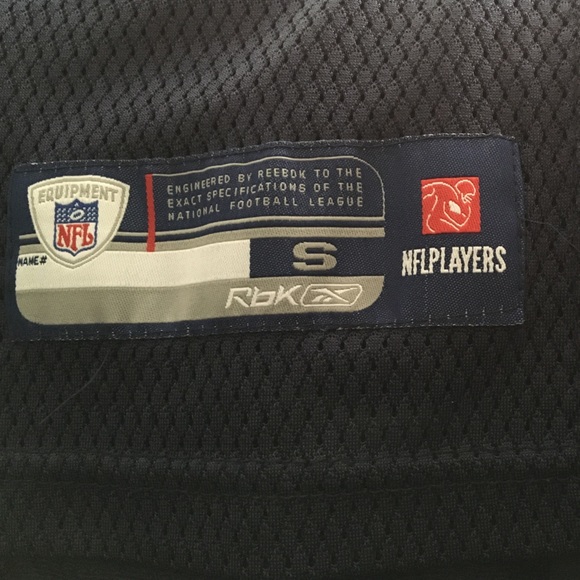 EQUIPMENT
NFL
NAME#
ENGINEERED BY REEBOK TO THE
EXACT SPECIFICATIONS OF THE
NATIONAL FOOTBALL LEAGUE
S
RbK
NFLPLAYERS